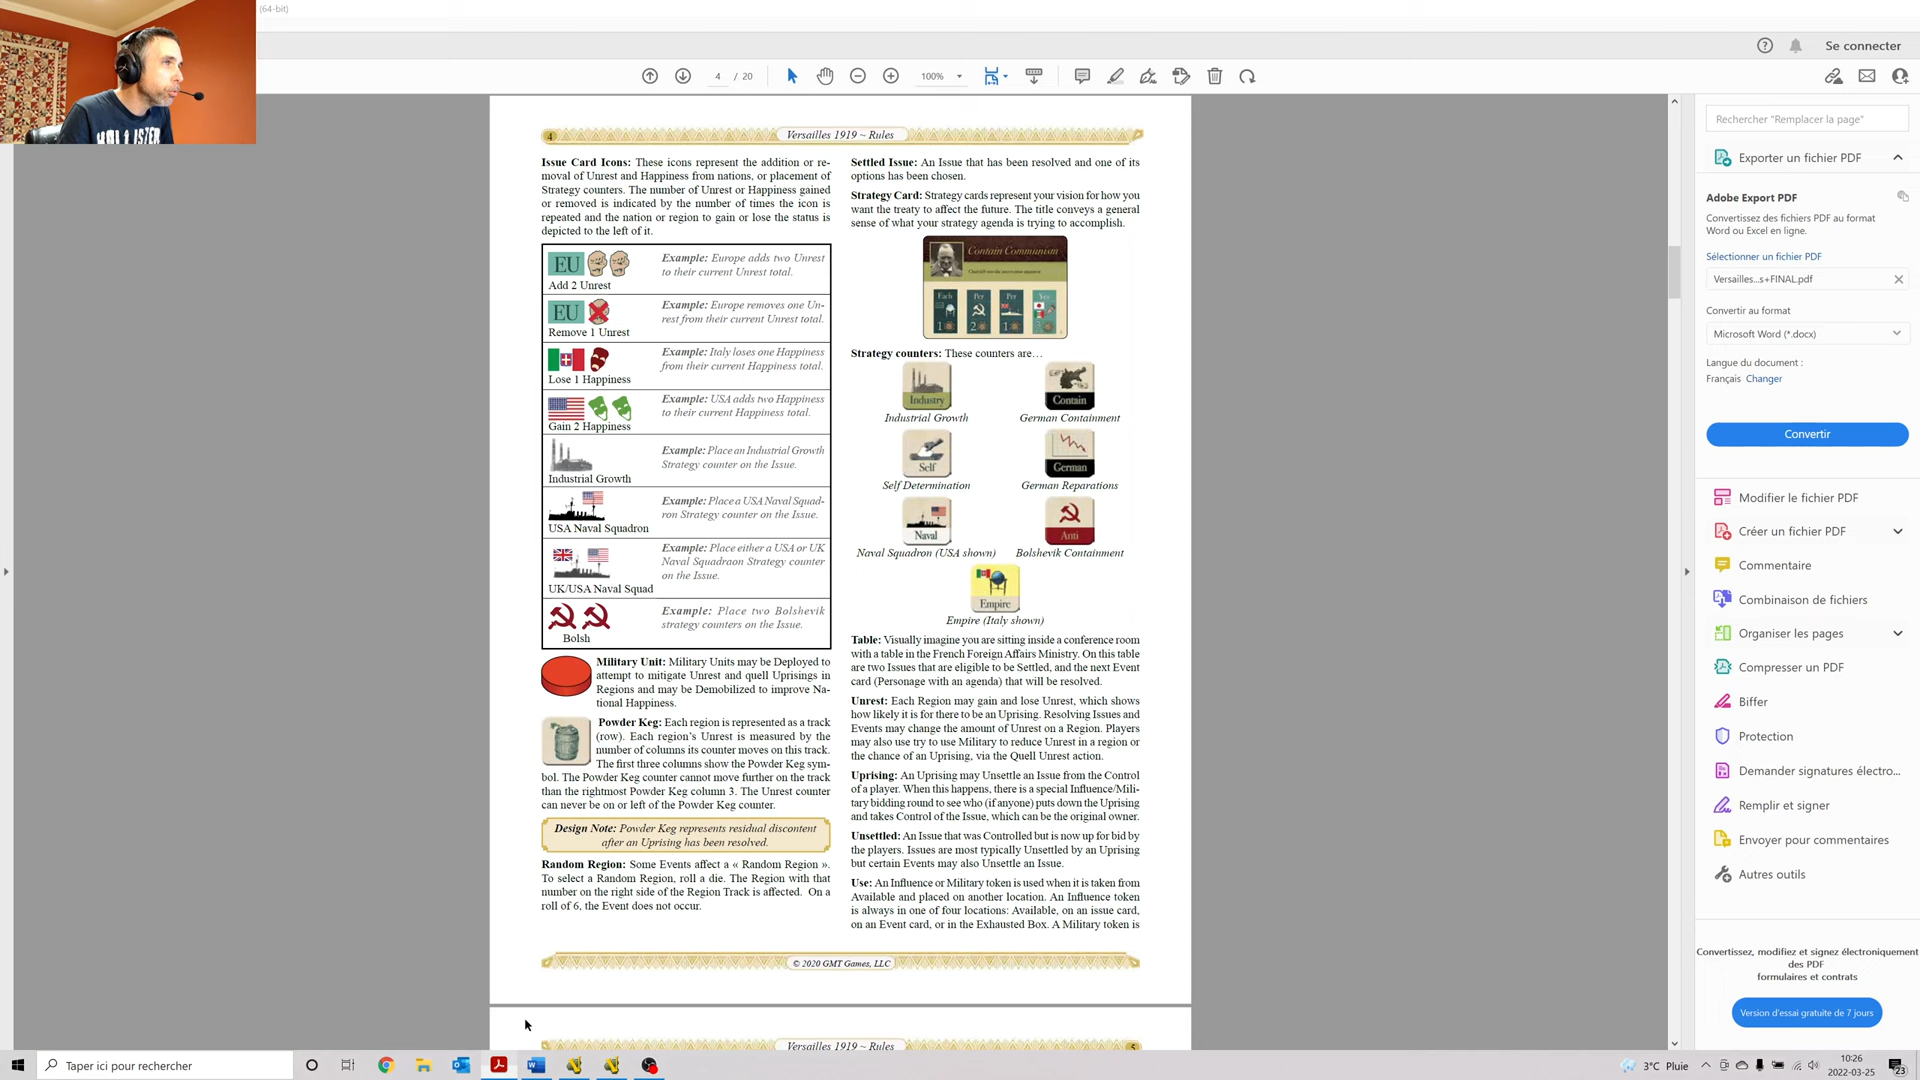 (64-bit)
Se connecter
4 / 20
100%
4
Versailles 1919 ~ Rules
Issue Card Icons: These icons represent the addition or re-
moval of Unrest and Happiness from nations, or placement of
Strategy counters. The number of Unrest or Happiness gained
or removed is indicated by the number of times the icon is
repeated and the nation or region to gain or lose the status is
depicted to the left of it.
EU
Add 2 Unrest
Example: Europe adds two Unrest
to their current Unrest total.
EU
Remove 1 Unrest
Example: Europe removes one Un-
rest from their current Unrest total.
Lose 1 Happiness
Example: Italy loses one Happiness
from their current Happiness total.
Gain 2 Happiness
Example: USA adds two Happiness
to their current Happiness total.
Industrial Growth
Example: Place an Industrial Growth
Strategy counter on the Issue.
USA Naval Squadron
Example: Place a USA Naval Squad-
ron Strategy counter on the Issue.
UK/USA Naval Squad
Example: Place either a USA or UK
Naval Squadraon Strategy counter
on the Issue.
Bolsh
Example: Place two Bolshevik
strategy counters on the Issue.
Military Unit: Military Units may be Deployed to
attempt to mitigate Unrest and quell Uprisings in
Regions and may be Demobilized to improve Na-
tional Happiness.
Powder Keg: Each region is represented as a track
(row). Each region's Unrest is measured by the
number of columns its counter moves on this track.
The first three columns show the Powder Keg sym-
bol. The Powder Keg counter cannot move further on the track
than the rightmost Powder Keg column 3. The Unrest counter
can never be on or left of the Powder Keg counter.
Design Note: Powder Keg represents residual discontent
after an Uprising has been resolved.
Random Region: Some Events affect a « Random Region ».
To select a Random Region, roll a die. The Region with that
number on the right side of the Region Track is affected. On a
roll of 6, the Event does not occur.
Settled Issue: An Issue that has been resolved and one of its
options has been chosen.
Strategy Card: Strategy cards represent your vision for how you
want the treaty to affect the future. The title conveys a general
sense of what your strategy agenda is trying to accomplish.
Contain Communism
Each
Per
Per
Yes
1
2
1
Strategy counters: These counters are…
Industry
Industrial Growth
Contain
German Containment
Self
Self Determination
German
German Reparations
Naval
Naval Squadron (USA shown)
Anti
Bolshevik Containment
Empire
Empire (Italy shown)
Table: Visually imagine you are sitting inside a conference room
with a table in the French Foreign Affairs Ministry. On this table
are two Issues that are eligible to be Settled, and the next Event
card (Personage with an agenda) that will be resolved.
Unrest: Each Region may gain and lose Unrest, which shows
how likely it is for there to be an Uprising. Resolving Issues and
Events may change the amount of Unrest on a Region. Players
may also use try to use Military to reduce Unrest in a region or
the chance of an Uprising, via the Quell Unrest action.
Uprising: An Uprising may Unsettle an Issue from the Control
of a player. When this happens, there is a special Influence/Mili-
tary bidding round to see who (if anyone) puts down the Uprising
and takes Control of the Issue, which can be the original owner.
Unsettled: An Issue that was Controlled but is now up for bid by
the players. Issues are most typically Unsettled by an Uprising
but certain Events may also Unsettle an Issue.
Use: An Influence or Military token is used when it is taken from
Available and placed on another location. An Influence token
is always in one of four locations: Available, on an issue card,
on an Event card, or in the Exhausted Box. A Military token is
© 2020 GMT Games, LLC
Versailles 1919 ~ Rules
5
Rechercher "Remplacer la page"
Exporter un fichier PDF
Adobe Export PDF
Convertissez des fichiers PDF au format
Word ou Excel en ligne.
Sélectionner un fichier PDF
Versailles...s+FINAL.pdf
Convertir au format
Microsoft Word (*.docx)
Langue du document :
Français Changer
Convertir
Modifier le fichier PDF
Créer un fichier PDF
Commentaire
Combinaison de fichiers
Organiser les pages
Compresser un PDF
Biffer
Protection
Demander signatures électro...
Remplir et signer
Envoyer pour commentaires
Autres outils
Convertissez, modifiez et signez électroniquement
des PDF
formulaires et contrats
Version d'essai gratuite de 7 jours
Taper ici pour rechercher
3°C Pluie
10:26
2022-03-25
23